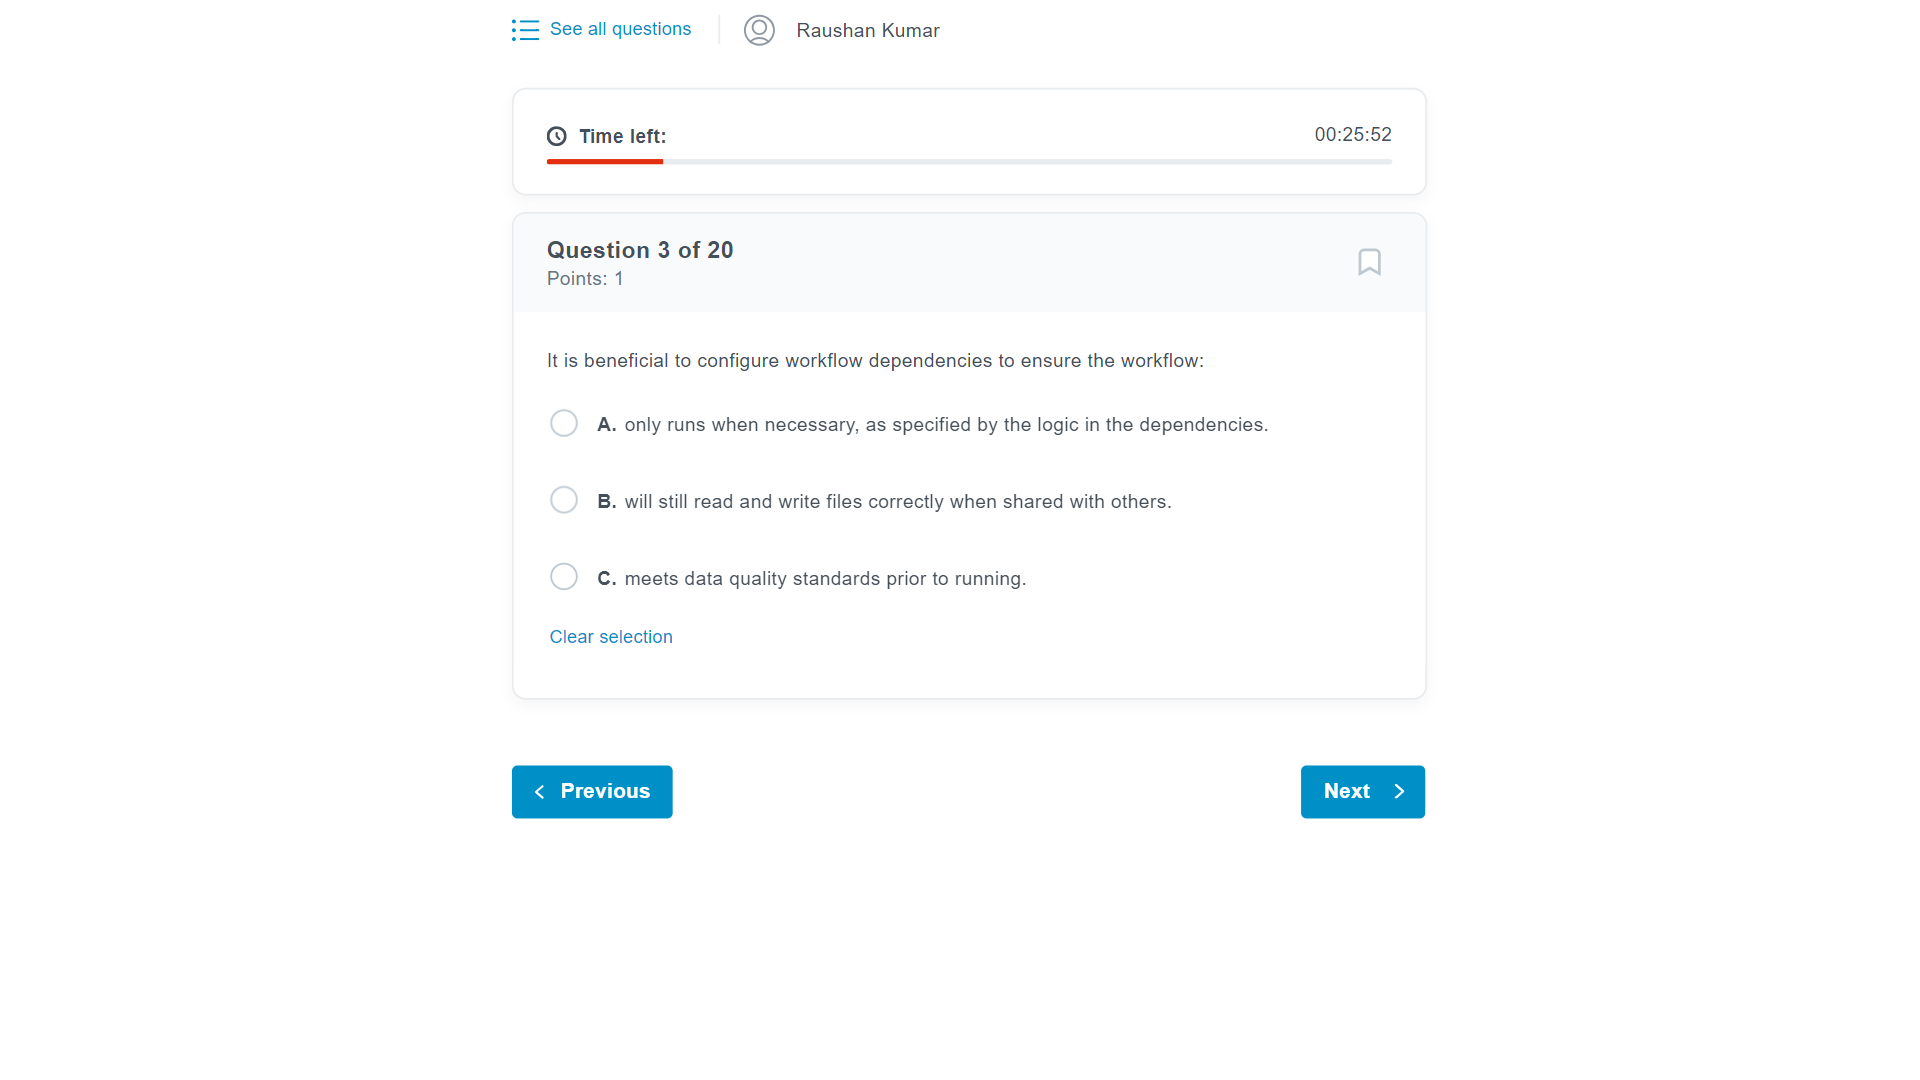 See all questions
Raushan Kumar
Time left:
00:25:52
Question 3 of 20
Points: 1
It is beneficial to configure workflow dependencies to ensure the workflow:
A. only runs when necessary, as specified by the logic in the dependencies.
B. will still read and write files correctly when shared with others.
C. meets data quality standards prior to running.
Clear selection
Previous
Next